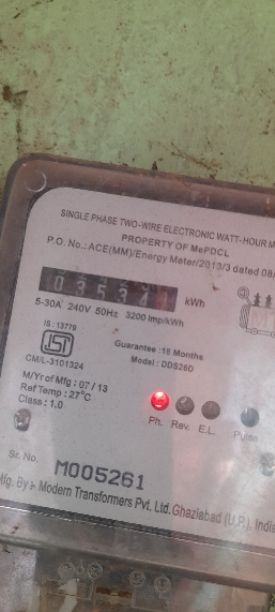 SINGLE PHASE TWO-WIRE ELECTRONIC WATT-HOUR M
PROPERTY OF MePDCL
P.O. No.: ACE(MM)/Energy Meter/2013/3 dated 08/
kWh
5-30A 240V 50Hz 3200 Imp/kWh
IS : 13779
ISI
CM/L-3101324
Guarantee :18 Months
Model : DDS26D
M/Yr of Mfg : 07 / 13
Ref Temp : 27°C
Class : 1.0
Ph. Rev. E.L. Pulse
Sr. No.
M005261
Mfg. By :- Modern Transformers Pvt. Ltd. Ghaziabad (U.P.), India